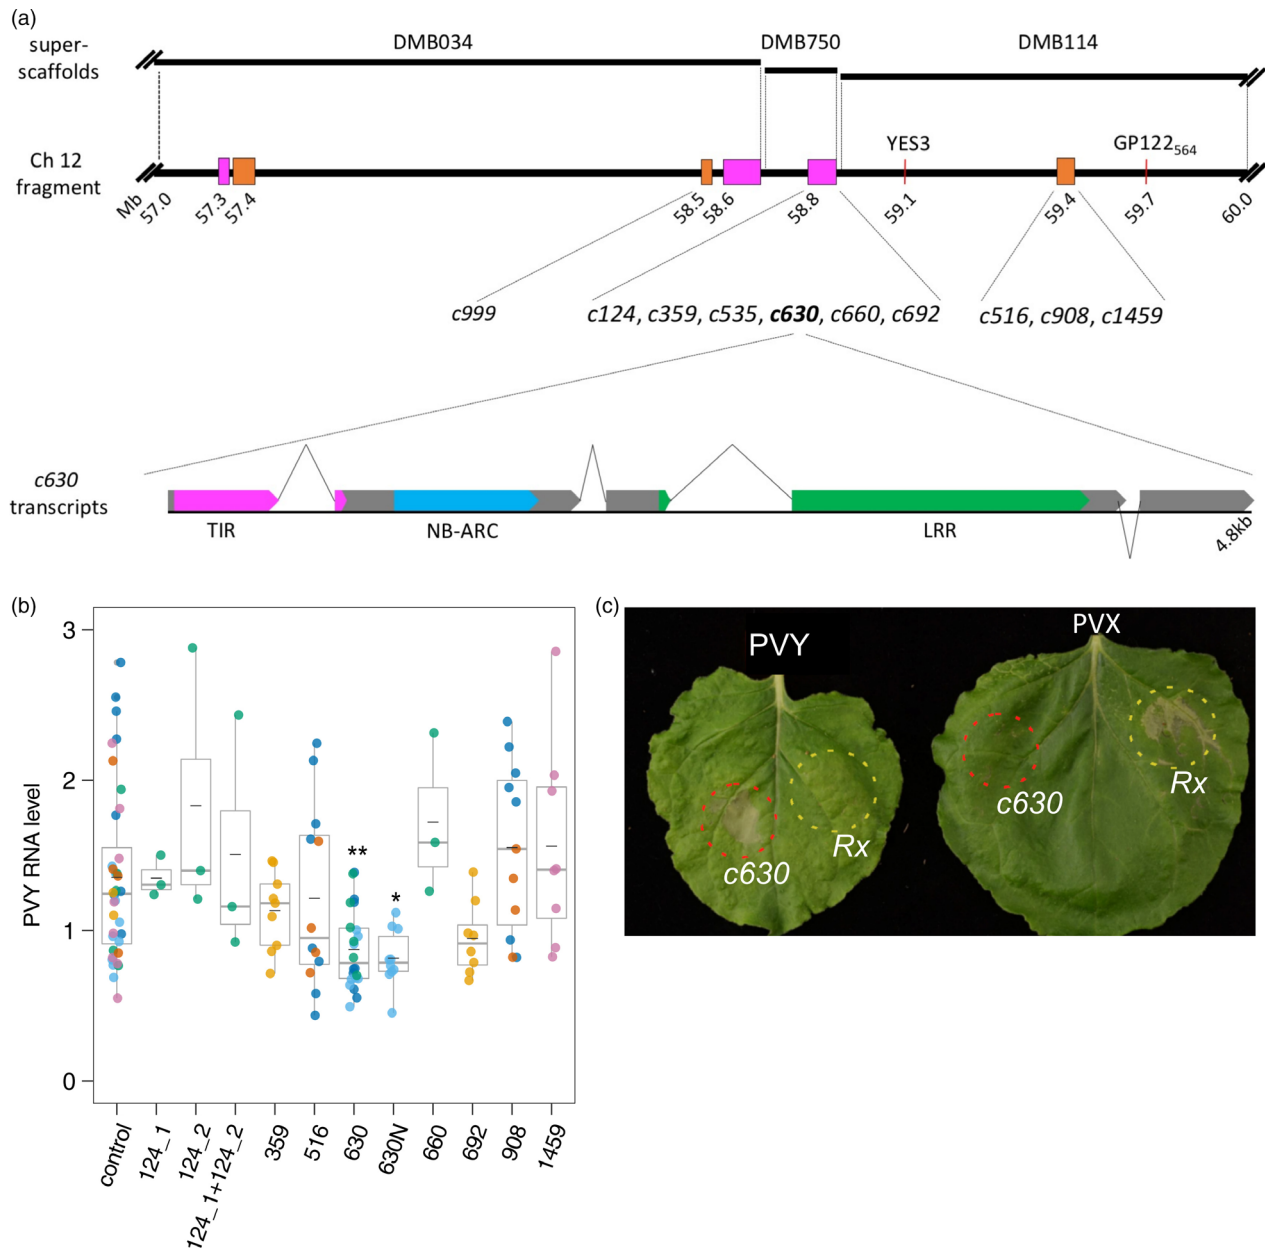 (a)
super-
scaffolds
DMB034
DMB750
DMB114
Ch 12
fragment
YES3
GP122564
Mb
57.0
57.3
57.4
58.5
58.6
58.8
59.1
59.4
59.7
60.0
c999
c124, c359, c535, c630, c660, c692
c516, c908, c1459
c630
transcripts
TIR
NB-ARC
LRR
4.8kb
(b)
PVY RNA level
3
2
1
0
**
*
control
124_1
124_2
124_1+124_2
359
516
630
630N
660
692
908
1459
(c)
PVY
PVX
c630
Rx
c630
Rx